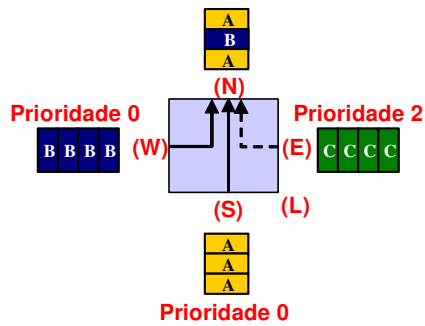 A
B
A
(N)
Prioridade 0
Prioridade 2
B B B B
(W)
(E)
C C C C
(S)
(L)
A
A
A
Prioridade 0